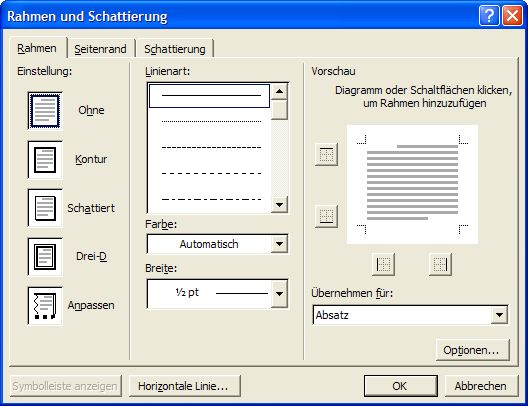 Rahmen und Schattierung
Rahmen Seitenrand Schattierung
Einstellung:
Ohne
Kontur
Schattiert
Drei-D
Anpassen
Linienart:
Farbe:
Automatisch
Breite:
½ pt
Vorschau
Diagramm oder Schaltflächen klicken,
um Rahmen hinzuzufügen
Übernehmen für:
Absatz
Optionen...
Symbolleiste anzeigen Horizontale Linie... OK Abbrechen